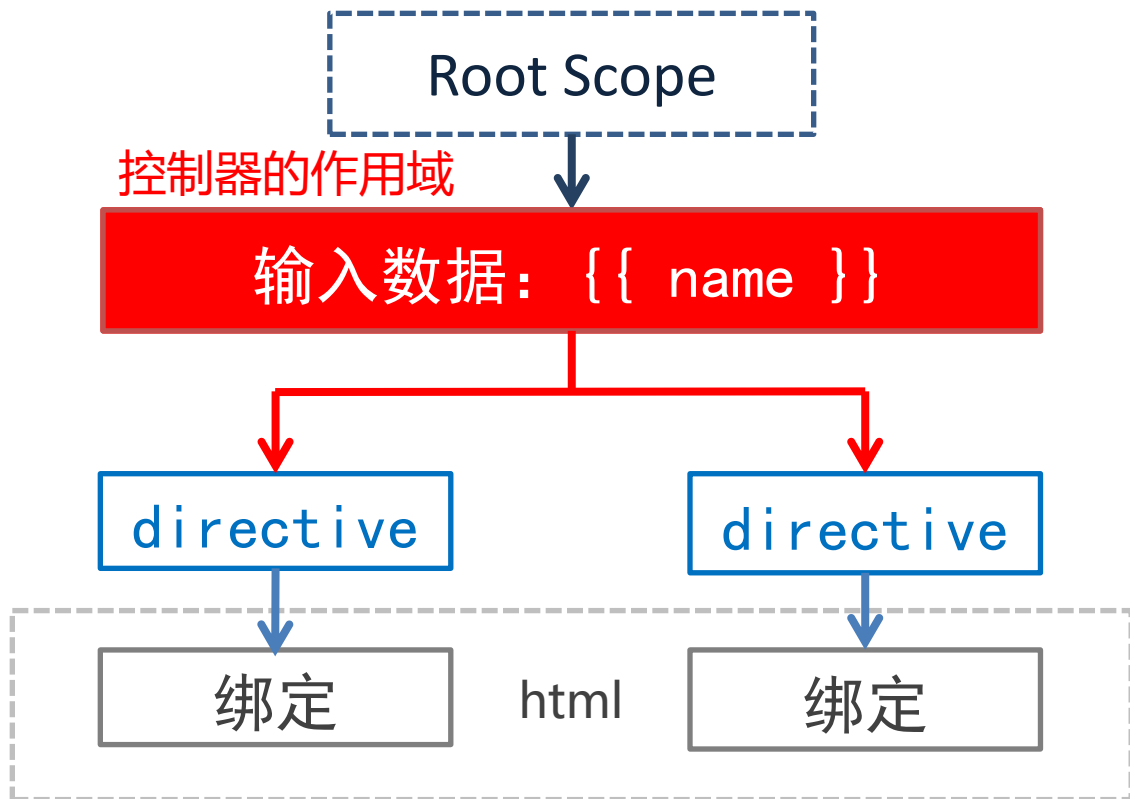 Root Scope
控制器的作用域
输入数据：{{ name }}
directive
directive
绑定
html
绑定